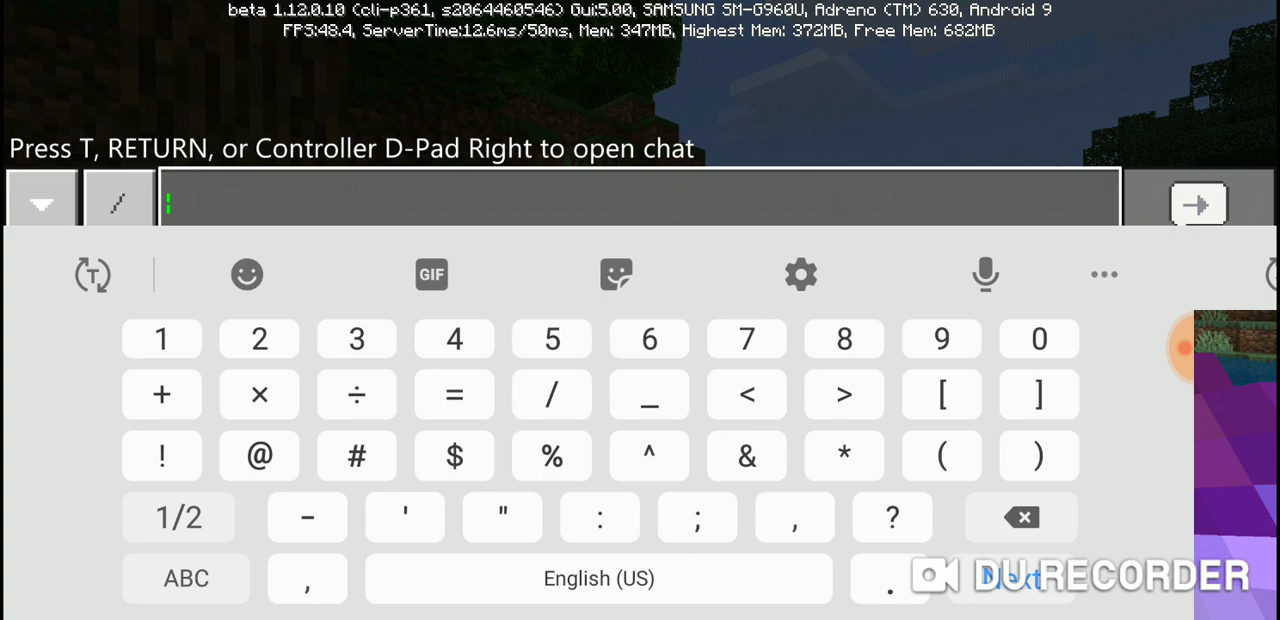 beta 1.12.0.10 (cli-p361, s2064460546) Gui:5.00, SAMSUNG SM-G960U, Adreno (TM) 630, Android 9
FPS:48.4, ServerTime:12.6ms/50ms, Mem: 347MB, Highest Mem: 372MB, Free Mem: 682MB
Press T, RETURN, or Controller D-Pad Right to open chat
/
T GIF
1 2 3 4 5 6 7 8 9 0
+ × ÷ = / _ < > [ ]
! @ # $ % ^ & * ( )
1/2 - ' " : ; , ?
ABC , English (US) . Next
DU RECORDER